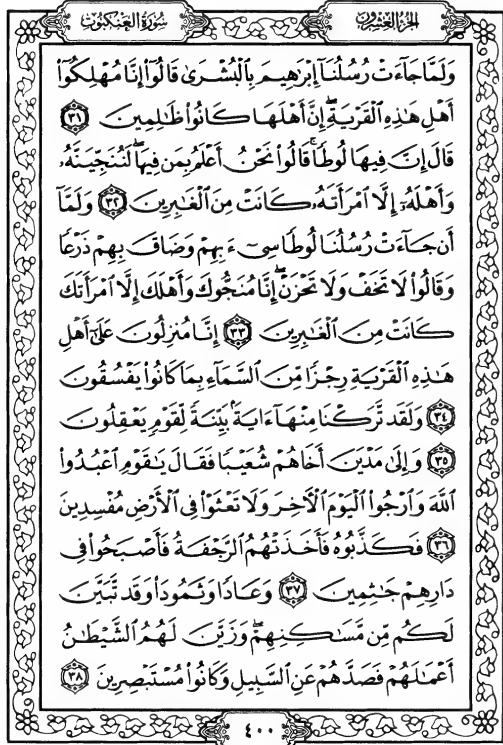 الجزء العشرون سورة العنكبوت
وَلَمَّا جَآءَتْ رُسُلُنَآ إِبْرَٰهِيمَ بِٱلْبُشْرَىٰ قَالُوٓا۟ إِنَّا مُهْلِكُوٓا۟
أَهْلِ هَٰذِهِ ٱلْقَرْيَةِ ۖ إِنَّ أَهْلَهَا كَانُوا۟ ظَٰلِمِينَ ٣١
قَالَ إِنَّ فِيهَا لُوطًا ۚ قَالُوا۟ نَحْنُ أَعْلَمُ بِمَن فِيهَا ۖ لَنُنَجِّيَنَّهُۥ
وَأَهْلَهُۥٓ إِلَّا ٱمْرَأَتَهُۥ كَانَتْ مِنَ ٱلْغَٰبِرِينَ ٣٢ وَلَمَّآ
أَن جَآءَتْ رُسُلُنَا لُوطًا سِىٓءَ بِهِمْ وَضَاقَ بِهِمْ ذَرْعًا
وَقَالُوا۟ لَا تَخَفْ وَلَا تَحْزَنْ ۖ إِنَّا مُنَجُّوكَ وَأَهْلَكَ إِلَّا ٱمْرَأَتَكَ
كَانَتْ مِنَ ٱلْغَٰبِرِينَ ٣٣ إِنَّا مُنزِلُونَ عَلَىٰٓ أَهْلِ
هَٰذِهِ ٱلْقَرْيَةِ رِجْزًا مِّنَ ٱلسَّمَآءِ بِمَا كَانُوا۟ يَفْسُقُونَ
٣٤ وَلَقَد تَّرَكْنَا مِنْهَآ ءَايَةًۢ بَيِّنَةً لِّقَوْمٍ يَعْقِلُونَ
٣٥ وَإِلَىٰ مَدْيَنَ أَخَاهُمْ شُعَيْبًا فَقَالَ يَٰقَوْمِ ٱعْبُدُوا۟
ٱللَّهَ وَٱرْجُوا۟ ٱلْيَوْمَ ٱلْأَخِرَ وَلَا تَعْثَوْا۟ فِى ٱلْأَرْضِ مُفْسِدِينَ
٣٦ فَكَذَّبُوهُ فَأَخَذَتْهُمُ ٱلرَّجْفَةُ فَأَصْبَحُوا۟ فِى
دَارِهِمْ جَٰثِمِينَ ٣٧ وَعَادًا وَثَمُودَا۟ وَقَد تَّبَيَّنَ
لَكُم مِّن مَّسَٰكِنِهِمْ ۖ وَزَيَّنَ لَهُمُ ٱلشَّيْطَٰنُ
أَعْمَٰلَهُمْ فَصَدَّهُمْ عَنِ ٱلسَّبِيلِ وَكَانُوا۟ مُسْتَبْصِرِينَ ٣٨
٤٠٠